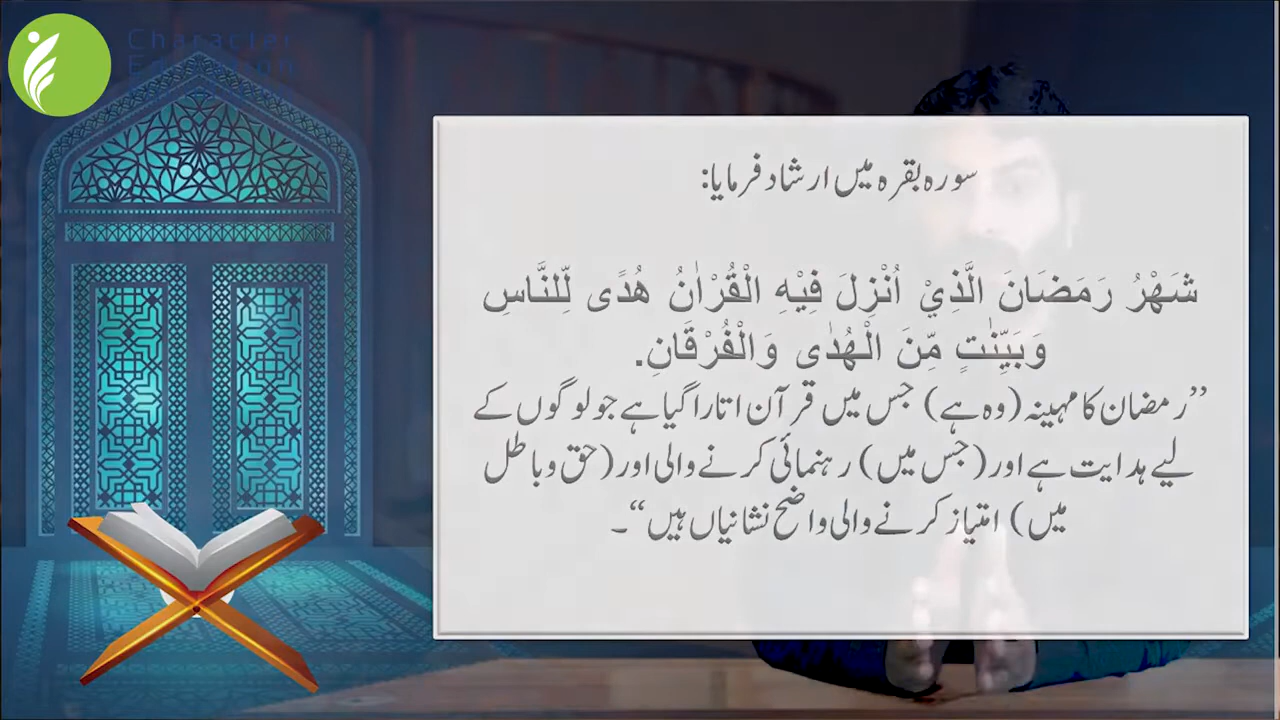 Character
Education
سورہ بقرہ میں ارشاد فرمایا:
شَهْرُ رَمَضَانَ الَّذِيْ اُنْزِلَ فِيْهِ الْقُرْاٰنُ هُدًى لِّلنَّاسِ
وَبَيِّنٰتٍ مِّنَ الْهُدٰى وَالْفُرْقَانِ.
’’رمضان کا مہینہ (وہ ہے) جس میں قرآن اتارا گیا ہے جو لوگوں کے
لیے ہدایت ہے اور (جس میں) رہنمائی کرنے والی اور (حق و باطل
میں) امتیاز کرنے والی واضح نشانیاں ہیں‘‘۔